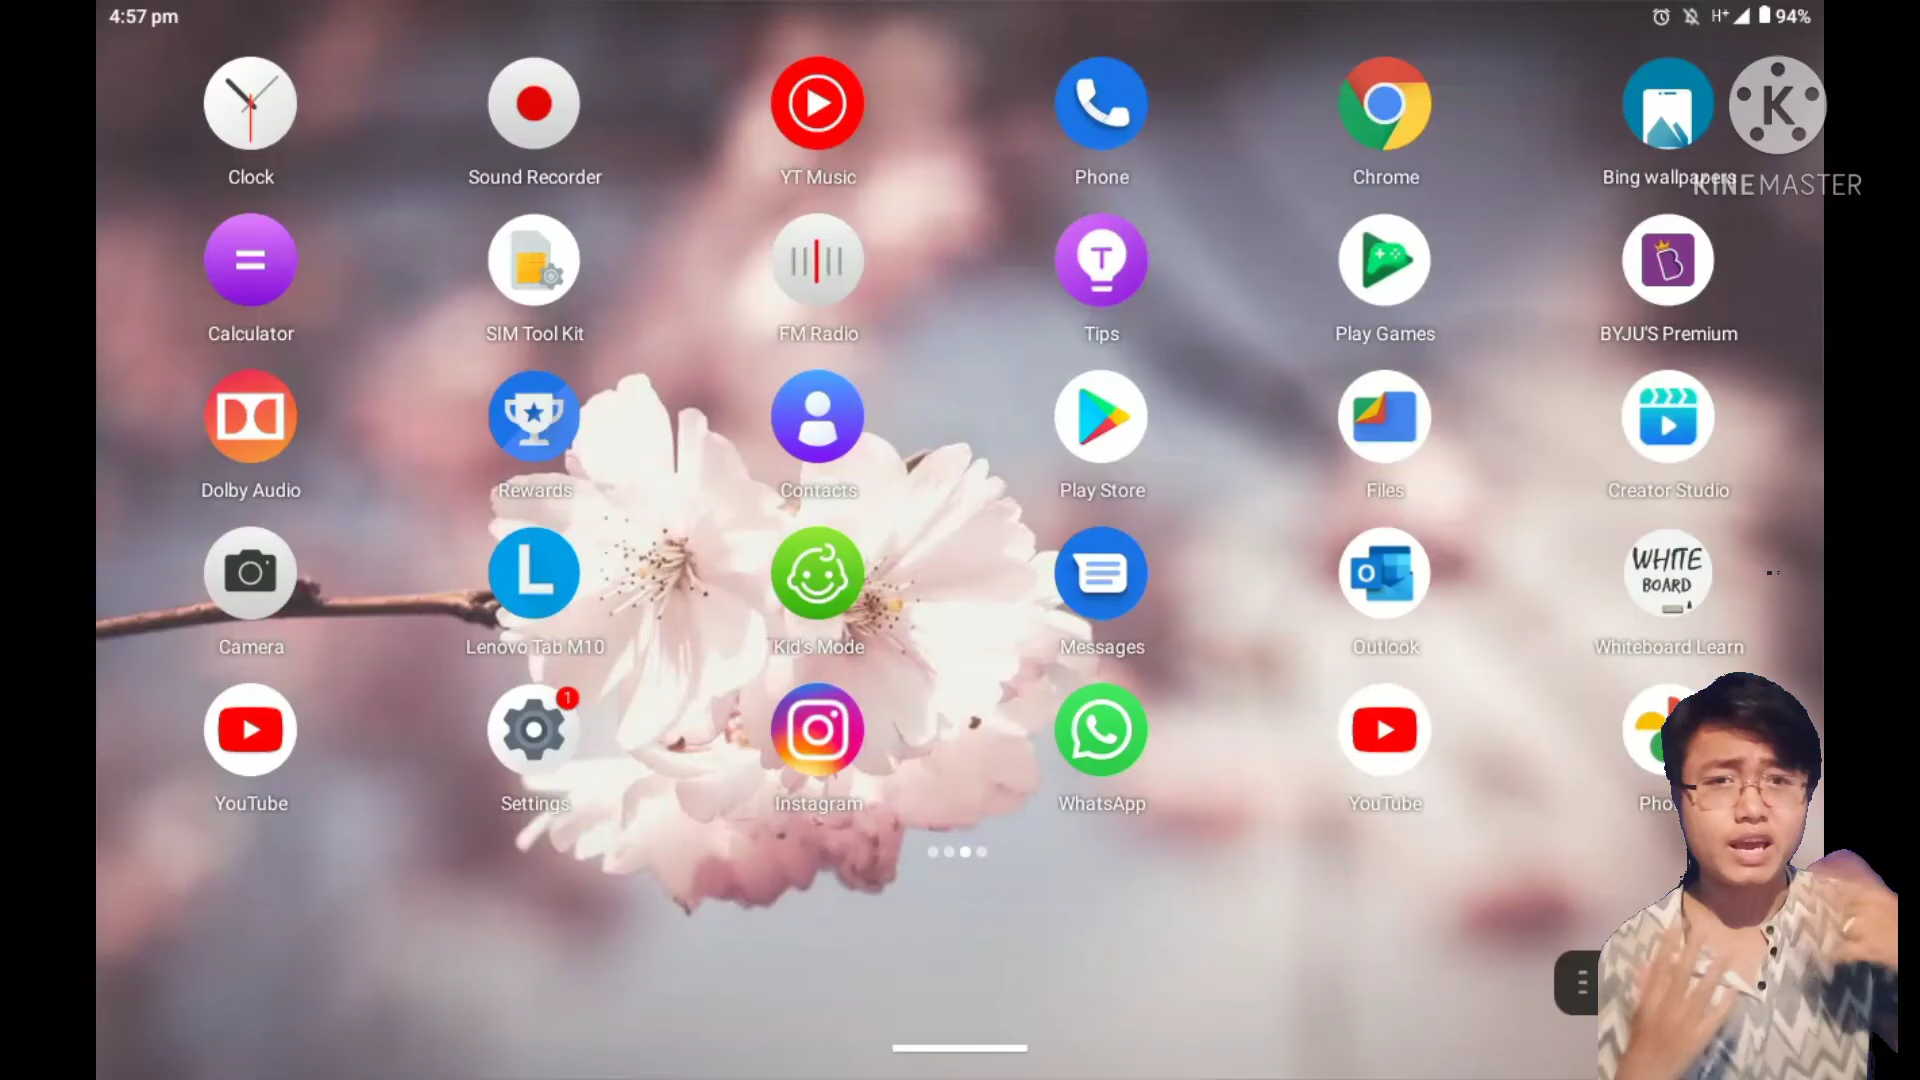 4:57 pm
H+ 94%
Clock
Sound Recorder
YT Music
Phone
Chrome
Bing wallpapers
K
KINEMASTER
Calculator
SIM Tool Kit
FM Radio
T
Tips
Play Games
B
BYJU'S Premium
Dolby Audio
Rewards
Contacts
Play Store
Files
Creator Studio
L
O
WHITE
BOARD
Camera
Lenovo Tab M10
Kid's Mode
Messages
Outlook
Whiteboard Learn
1
YouTube
Settings
Instagram
WhatsApp
YouTube